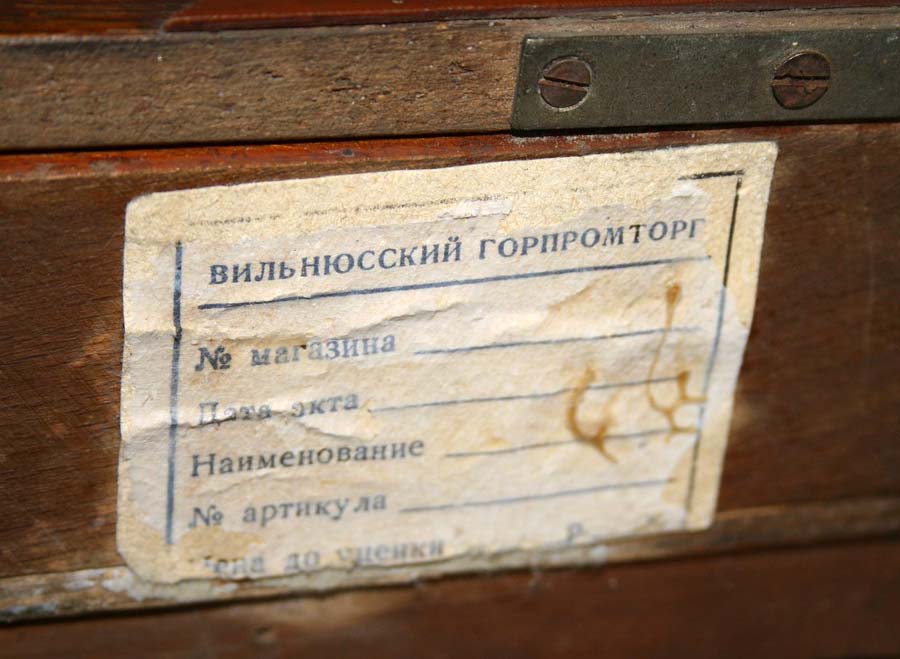 ВИЛЬНЮССКИЙ ГОРПРОМТОРГ
№ магазина
Дата акта
Наименование
№ артикула
Цена до уценки р.